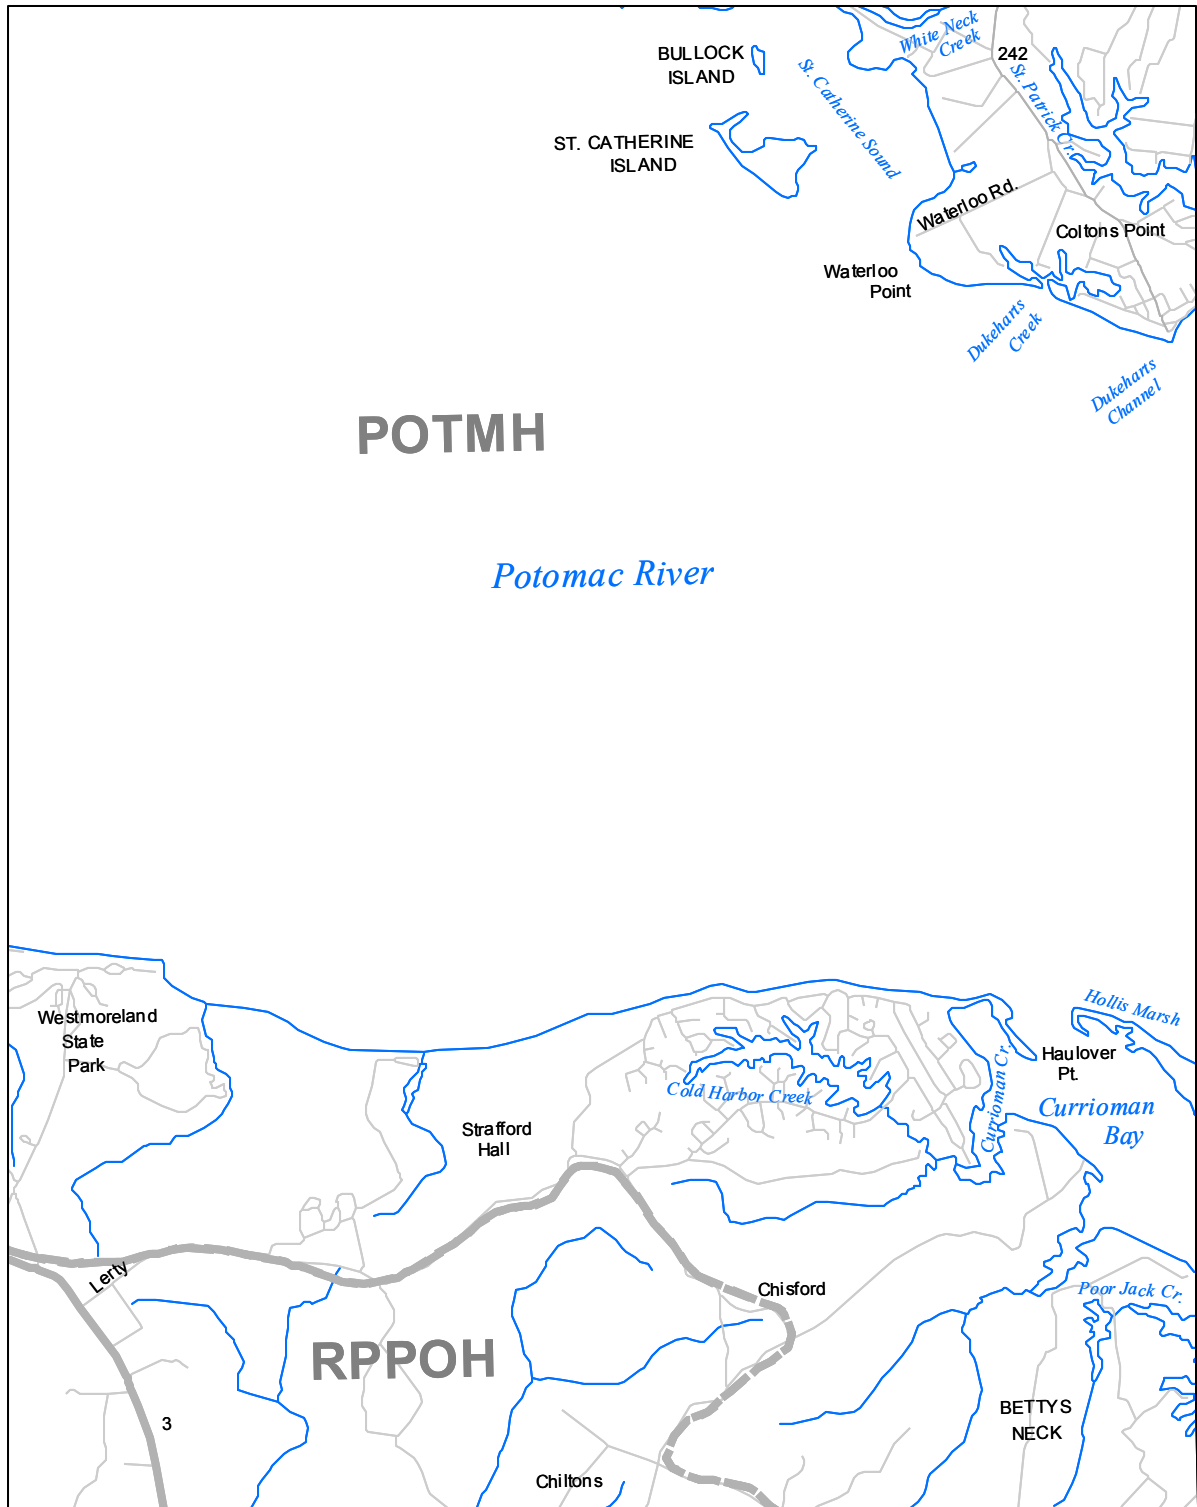 White Neck
Creek
BULLOCK
ISLAND
242
St. Catherine Sound
St. Patrick Cr.
ST. CATHERINE
ISLAND
Waterloo Rd.
Coltons Point
Waterloo
Point
Dukeharts
Creek
Dukeharts
Channel
POTMH
Potomac River
Westmoreland
State
Park
Hollis Marsh
Haulover
Pt.
Currioman Cr.
Cold Harbor Creek
Currioman
Bay
Strafford
Hall
Lerty
Chisford
Poor Jack Cr.
RPPOH
3
BETTYS
NECK
Chiltons